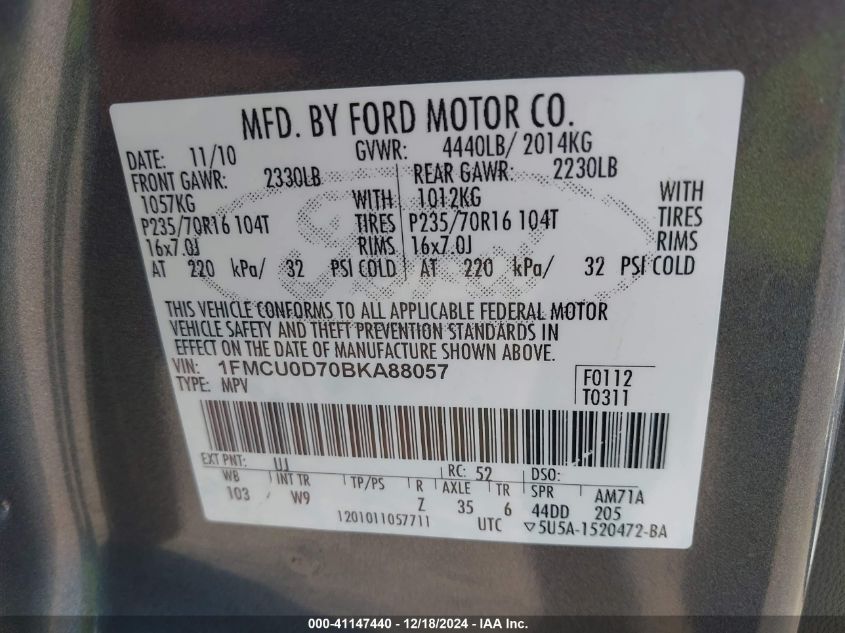 MFD. BY FORD MOTOR CO.
DATE: 11/10 GVWR: 4440LB/ 2014KG
FRONT GAWR: 2330LB REAR GAWR: 2230LB
1057KG WITH 1012KG WITH
P235/70R16 104T TIRES P235/70R16 104T TIRES
16x7.0J RIMS 16x7.0J RIMS
AT 220 kPa/ 32 PSI COLD AT 220 kPa/ 32 PSI COLD
THIS VEHICLE CONFORMS TO ALL APPLICABLE FEDERAL MOTOR
VEHICLE SAFETY AND THEFT PREVENTION STANDARDS IN
EFFECT ON THE DATE OF MANUFACTURE SHOWN ABOVE.
VIN: 1FMCU0D70BKA88057 F0112
TYPE: MPV T0311
EXT PNT: UJ RC: 52 DSO:
WB INT TR TP/PS R AXLE TR SPR AM71A
103 W9 Z 35 6 44DD 205
1201011057711 UTC ▽5U5A-1520472-BA
000-41147440 - 12/18/2024 - IAA Inc.